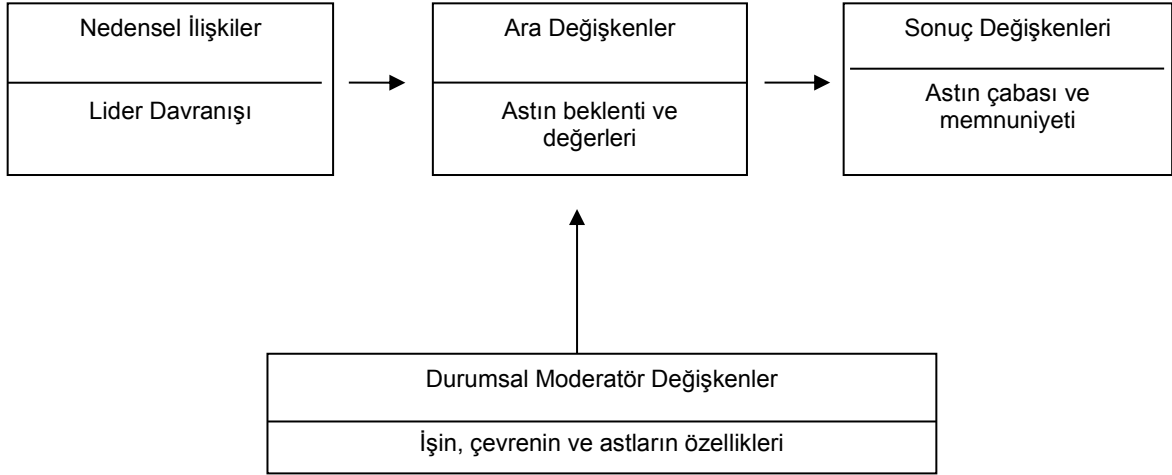 Nedensel İlişkiler
Lider Davranışı
Ara Değişkenler
Astın beklenti ve
değerleri
Sonuç Değişkenleri
Astın çabası ve
memnuniyeti
Durumsal Moderatör Değişkenler
İşin, çevrenin ve astların özellikleri